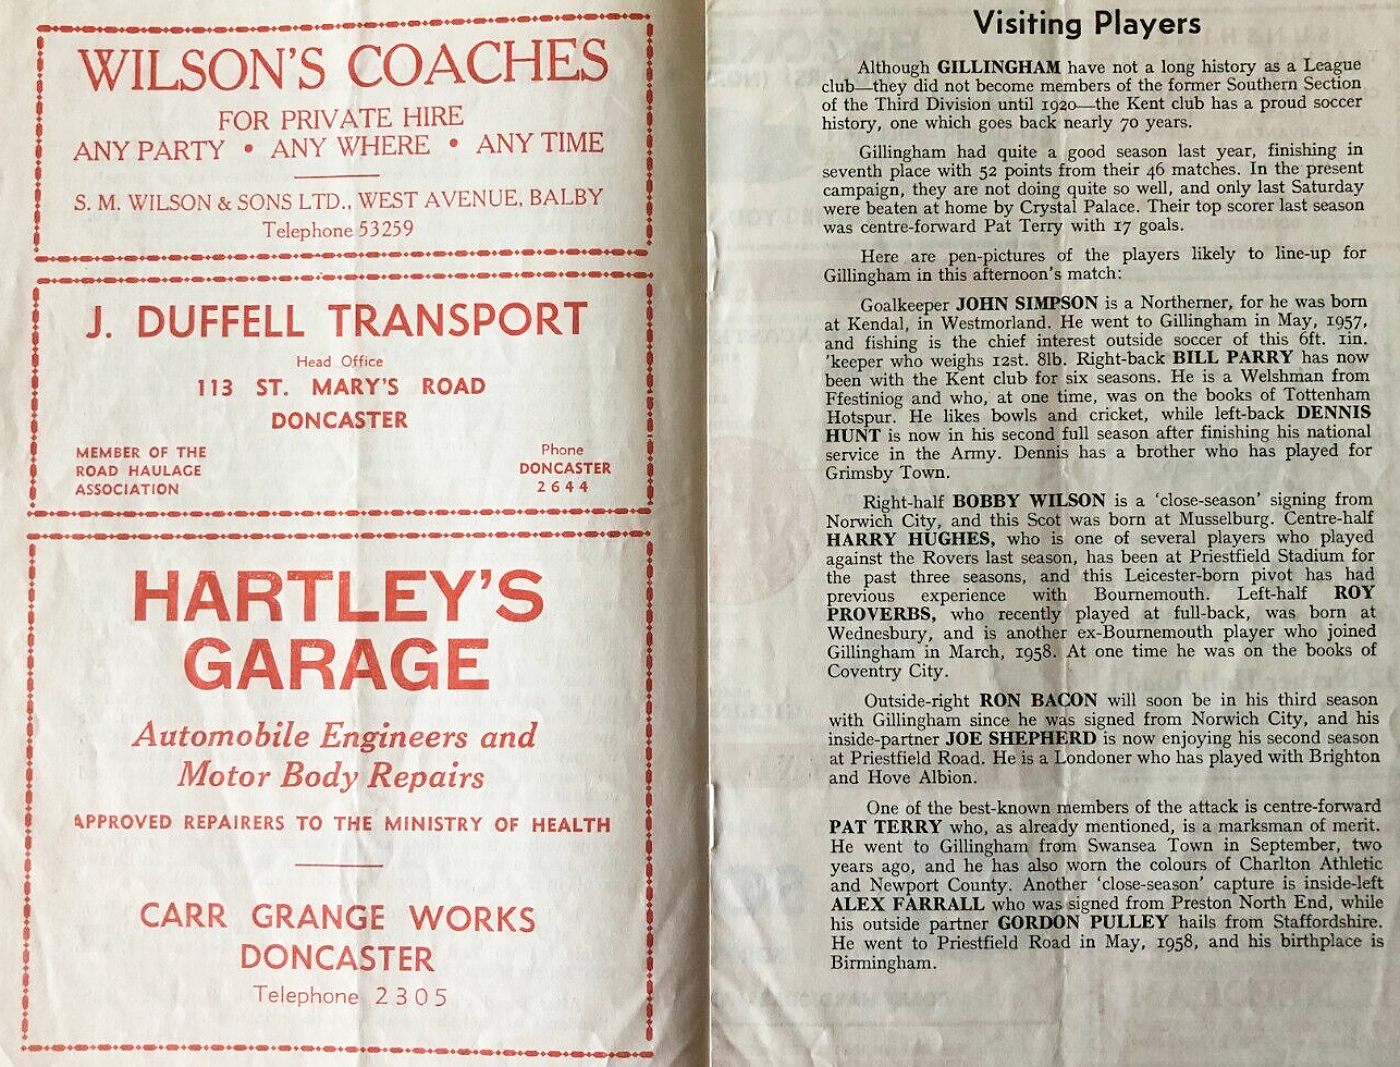 WILSON'S COACHES
FOR PRIVATE HIRE
ANY PARTY • ANY WHERE • ANY TIME
S. M. WILSON & SONS LTD., WEST AVENUE, BALBY
Telephone 53259
J. DUFFELL TRANSPORT
Head Office
113 ST. MARY'S ROAD
DONCASTER
MEMBER OF THE
ROAD HAULAGE
ASSOCIATION
Phone
DONCASTER
2644
HARTLEY'S
GARAGE
Automobile Engineers and
Motor Body Repairs
APPROVED REPAIRERS TO THE MINISTRY OF HEALTH
CARR GRANGE WORKS
DONCASTER
Telephone 2305
Visiting Players
Although GILLINGHAM have not a long history as a League
club—they did not become members of the former Southern Section
of the Third Division until 1920—the Kent club has a proud soccer
history, one which goes back nearly 70 years.
Gillingham had quite a good season last year, finishing in
seventh place with 52 points from their 46 matches. In the present
campaign, they are not doing quite so well, and only last Saturday
were beaten at home by Crystal Palace. Their top scorer last season
was centre-forward Pat Terry with 17 goals.
Here are pen-pictures of the players likely to line-up for
Gillingham in this afternoon's match:
Goalkeeper JOHN SIMPSON is a Northerner, for he was born
at Kendal, in Westmorland. He went to Gillingham in May, 1957,
and fishing is the chief interest outside soccer of this 6ft. 1in.
'keeper who weighs 12st. 8lb. Right-back BILL PARRY has now
been with the Kent club for six seasons. He is a Welshman from
Ffestiniog and who, at one time, was on the books of Tottenham
Hotspur. He likes bowls and cricket, while left-back DENNIS
HUNT is now in his second full season after finishing his national
service in the Army. Dennis has a brother who has played for
Grimsby Town.
Right-half BOBBY WILSON is a 'close-season' signing from
Norwich City, and this Scot was born at Musselburg. Centre-half
HARRY HUGHES, who is one of several players who played
against the Rovers last season, has been at Priestfield Stadium for
the past three seasons, and this Leicester-born pivot has had
previous experience with Bournemouth. Left-half ROY
PROVERBS, who recently played at full-back, was born at
Wednesbury, and is another ex-Bournemouth player who joined
Gillingham in March, 1958. At one time he was on the books of
Coventry City.
Outside-right RON BACON will soon be in his third season
with Gillingham since he was signed from Norwich City, and his
inside-partner JOE SHEPHERD is now enjoying his second season
at Priestfield Road. He is a Londoner who has played with Brighton
and Hove Albion.
One of the best-known members of the attack is centre-forward
PAT TERRY who, as already mentioned, is a marksman of merit.
He went to Gillingham from Swansea Town in September, two
years ago, and he has also worn the colours of Charlton Athletic
and Newport County. Another 'close-season' capture is inside-left
ALEX FARRALL who was signed from Preston North End, while
his outside partner GORDON PULLEY hails from Staffordshire.
He went to Priestfield Road in May, 1958, and his birthplace is
Birmingham.